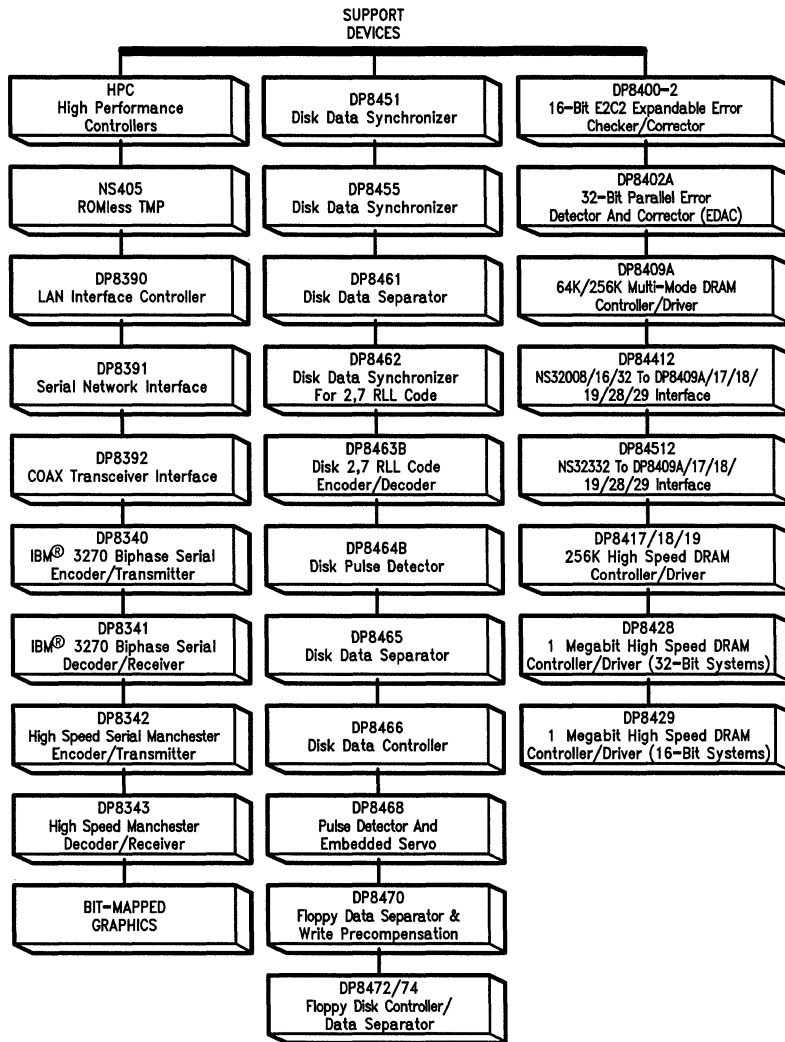 SUPPORT
DEVICES
HPC
High Performance
Controllers
NS405
ROMless TMP
DP8390
LAN Interface Controller
DP8391
Serial Network Interface
DP8392
COAX Transceiver Interface
DP8340
IBM® 3270 Biphase Serial
Encoder/Transmitter
DP8341
IBM® 3270 Biphase Serial
Decoder/Receiver
DP8342
High Speed Serial Manchester
Encoder/Transmitter
DP8343
High Speed Manchester
Decoder/Receiver
BIT-MAPPED
GRAPHICS
DP8451
Disk Data Synchronizer
DP8455
Disk Data Synchronizer
DP8461
Disk Data Separator
DP8462
Disk Data Synchronizer
For 2,7 RLL Code
DP8463B
Disk 2,7 RLL Code
Encoder/Decoder
DP8464B
Disk Pulse Detector
DP8465
Disk Data Separator
DP8466
Disk Data Controller
DP8468
Pulse Detector And
Embedded Servo
DP8470
Floppy Data Separator &
Write Precompensation
DP8472/74
Floppy Disk Controller/
Data Separator
DP8400-2
16-Bit E2C2 Expandable Error
Checker/Corrector
DP8402A
32-Bit Parallel Error
Detector And Corrector (EDAC)
DP8409A
64K/256K Multi-Mode DRAM
Controller/Driver
DP84412
NS32008/16/32 To DP8409A/17/18/
19/28/29 Interface
DP84512
NS32332 To DP8409A/17/18/
19/28/29 Interface
DP8417/18/19
256K High Speed DRAM
Controller/Driver
DP8428
1 Megabit High Speed DRAM
Controller/Driver (32-Bit Systems)
DP8429
1 Megabit High Speed DRAM
Controller/Driver (16-Bit Systems)